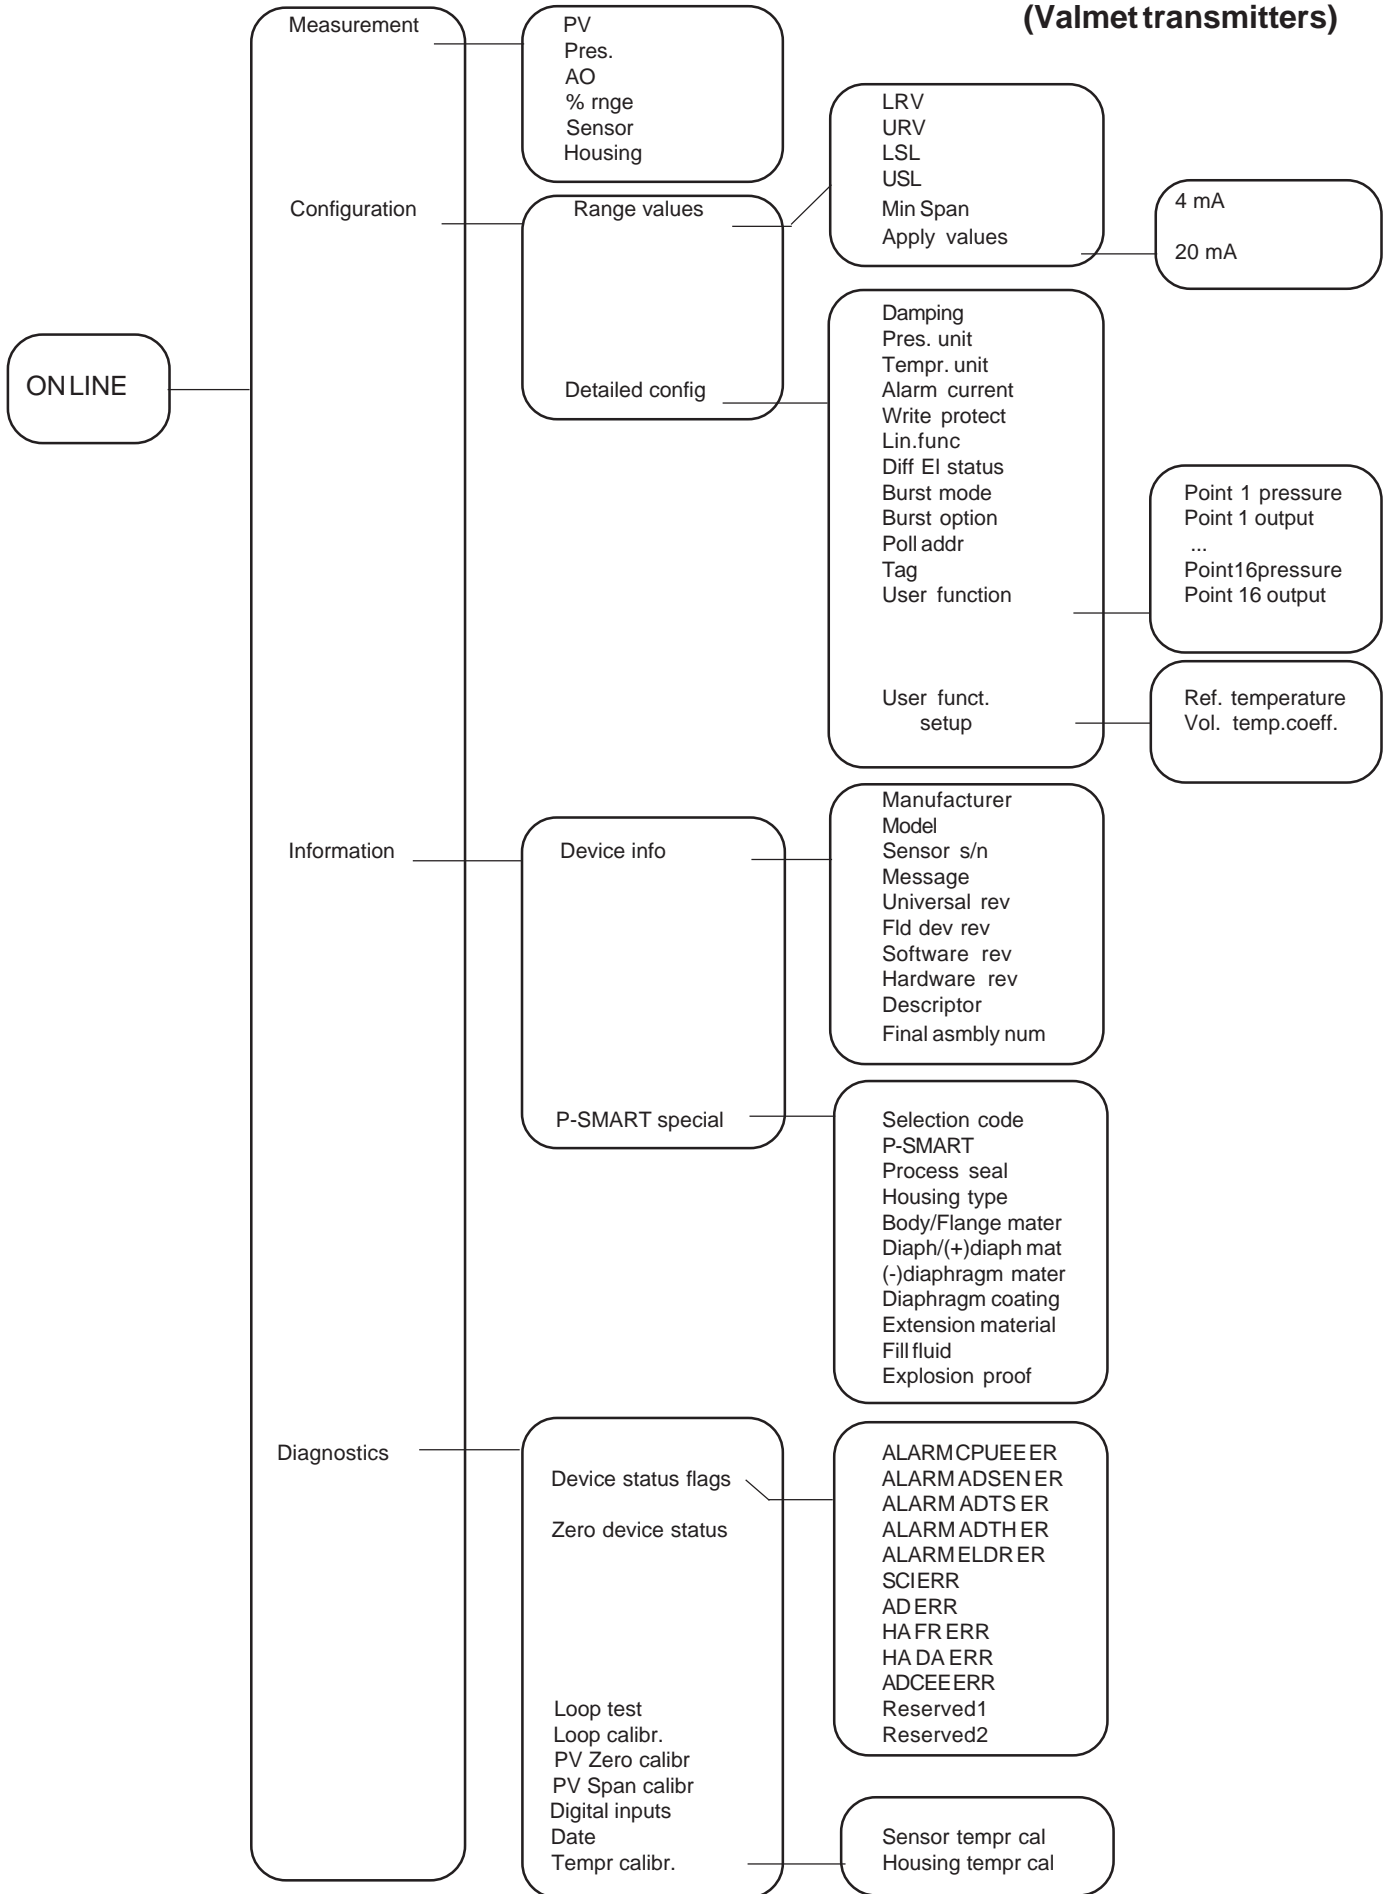 (Valmet transmitters)
ON LINE
Measurement
Configuration
Information
Diagnostics
PV
Pres.
AO
% rnge
Sensor
Housing
Range values
Detailed config
LRV
URV
LSL
USL
Min Span
Apply values
4 mA
20 mA
Damping
Pres. unit
Tempr. unit
Alarm current
Write protect
Lin.func
Diff El status
Burst mode
Burst option
Poll addr
Tag
User function
User funct.
setup
Point 1 pressure
Point 1 output
...
Point16pressure
Point 16 output
Ref. temperature
Vol. temp.coeff.
Device info
P-SMART special
Manufacturer
Model
Sensor s/n
Message
Universal rev
Fld dev rev
Software rev
Hardware rev
Descriptor
Final asmbly num
Selection code
P-SMART
Process seal
Housing type
Body/Flange mater
Diaph/(+)diaph mat
(-)diaphragm mater
Diaphragm coating
Extension material
Fill fluid
Explosion proof
Device status flags
Zero device status
Loop test
Loop calibr.
PV Zero calibr
PV Span calibr
Digital inputs
Date
Tempr calibr.
ALARM CPUEE ER
ALARM ADSEN ER
ALARM ADTS ER
ALARM ADTH ER
ALARM ELDR ER
SCI ERR
AD ERR
HA FR ERR
HA DA ERR
ADCEE ERR
Reserved1
Reserved2
Sensor tempr cal
Housing tempr cal